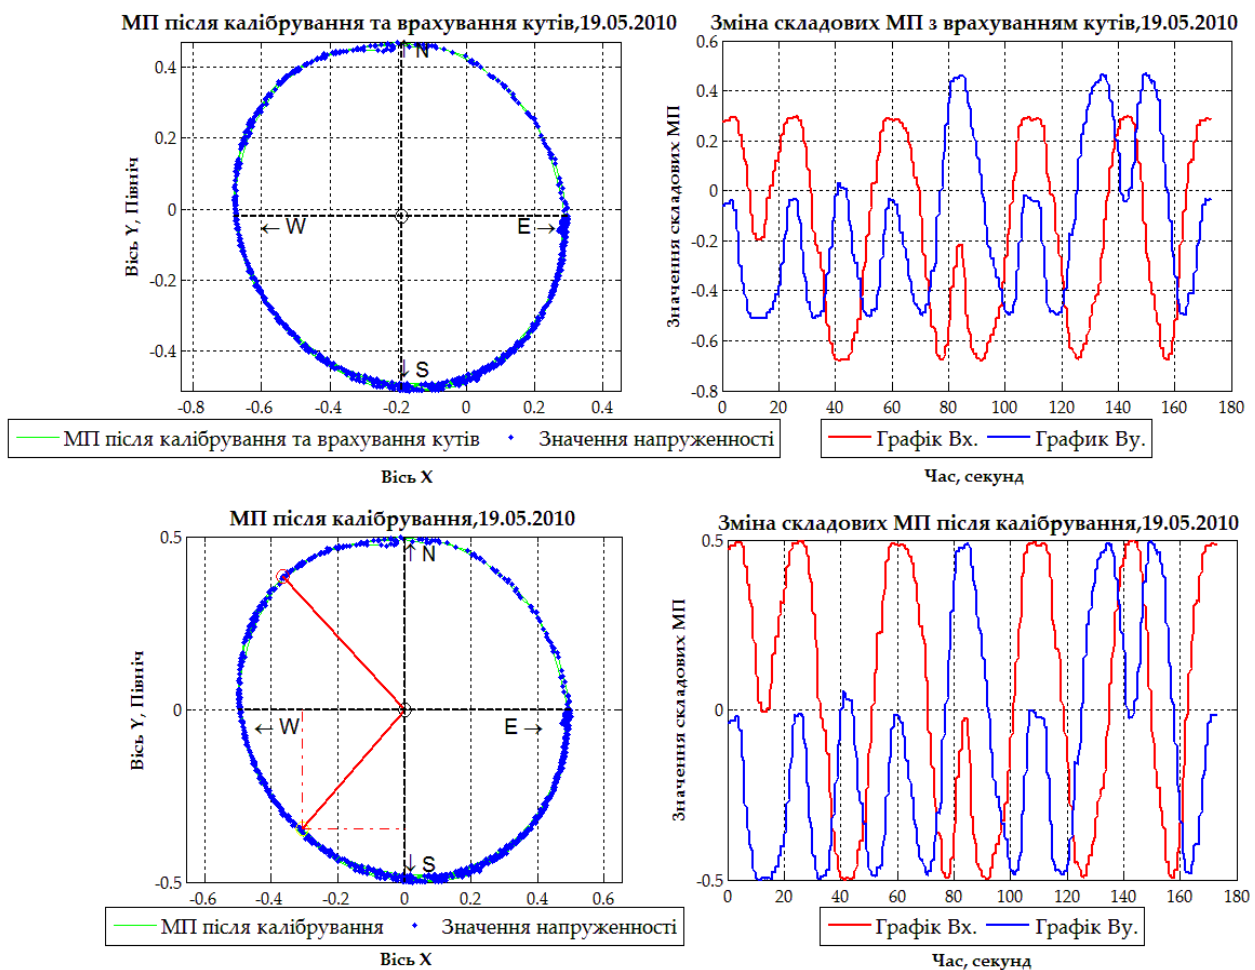 МП після калібрування та врахування кутів,19.05.2010
0.4
0.2
0
-0.2
-0.4
Вісь Y, Північ
↑ N
← W
E →
↓ S
-0.8 -0.6 -0.4 -0.2 0 0.2 0.4
МП після калібрування та врахування кутів Значення напруженності
Вісь X
Зміна складових МП з врахуванням кутів,19.05.2010
0.6
0.4
0.2
0
-0.2
-0.4
-0.6
-0.8
Значення складових МП
0 20 40 60 80 100 120 140 160 180
Графік Вх. График Ву.
Час, секунд
МП після калібрування,19.05.2010
0.5
0
-0.5
Вісь Y, Північ
↑ N
← W
E →
↓ S
-0.6 -0.4 -0.2 0 0.2 0.4 0.6
МП після калібрування Значення напруженності
Вісь X
Зміна складових МП після калібрування,19.05.2010
0.5
0
-0.5
Значення складових МП
0 20 40 60 80 100 120 140 160 180
Графік Вх. Графік Ву.
Час, секунд